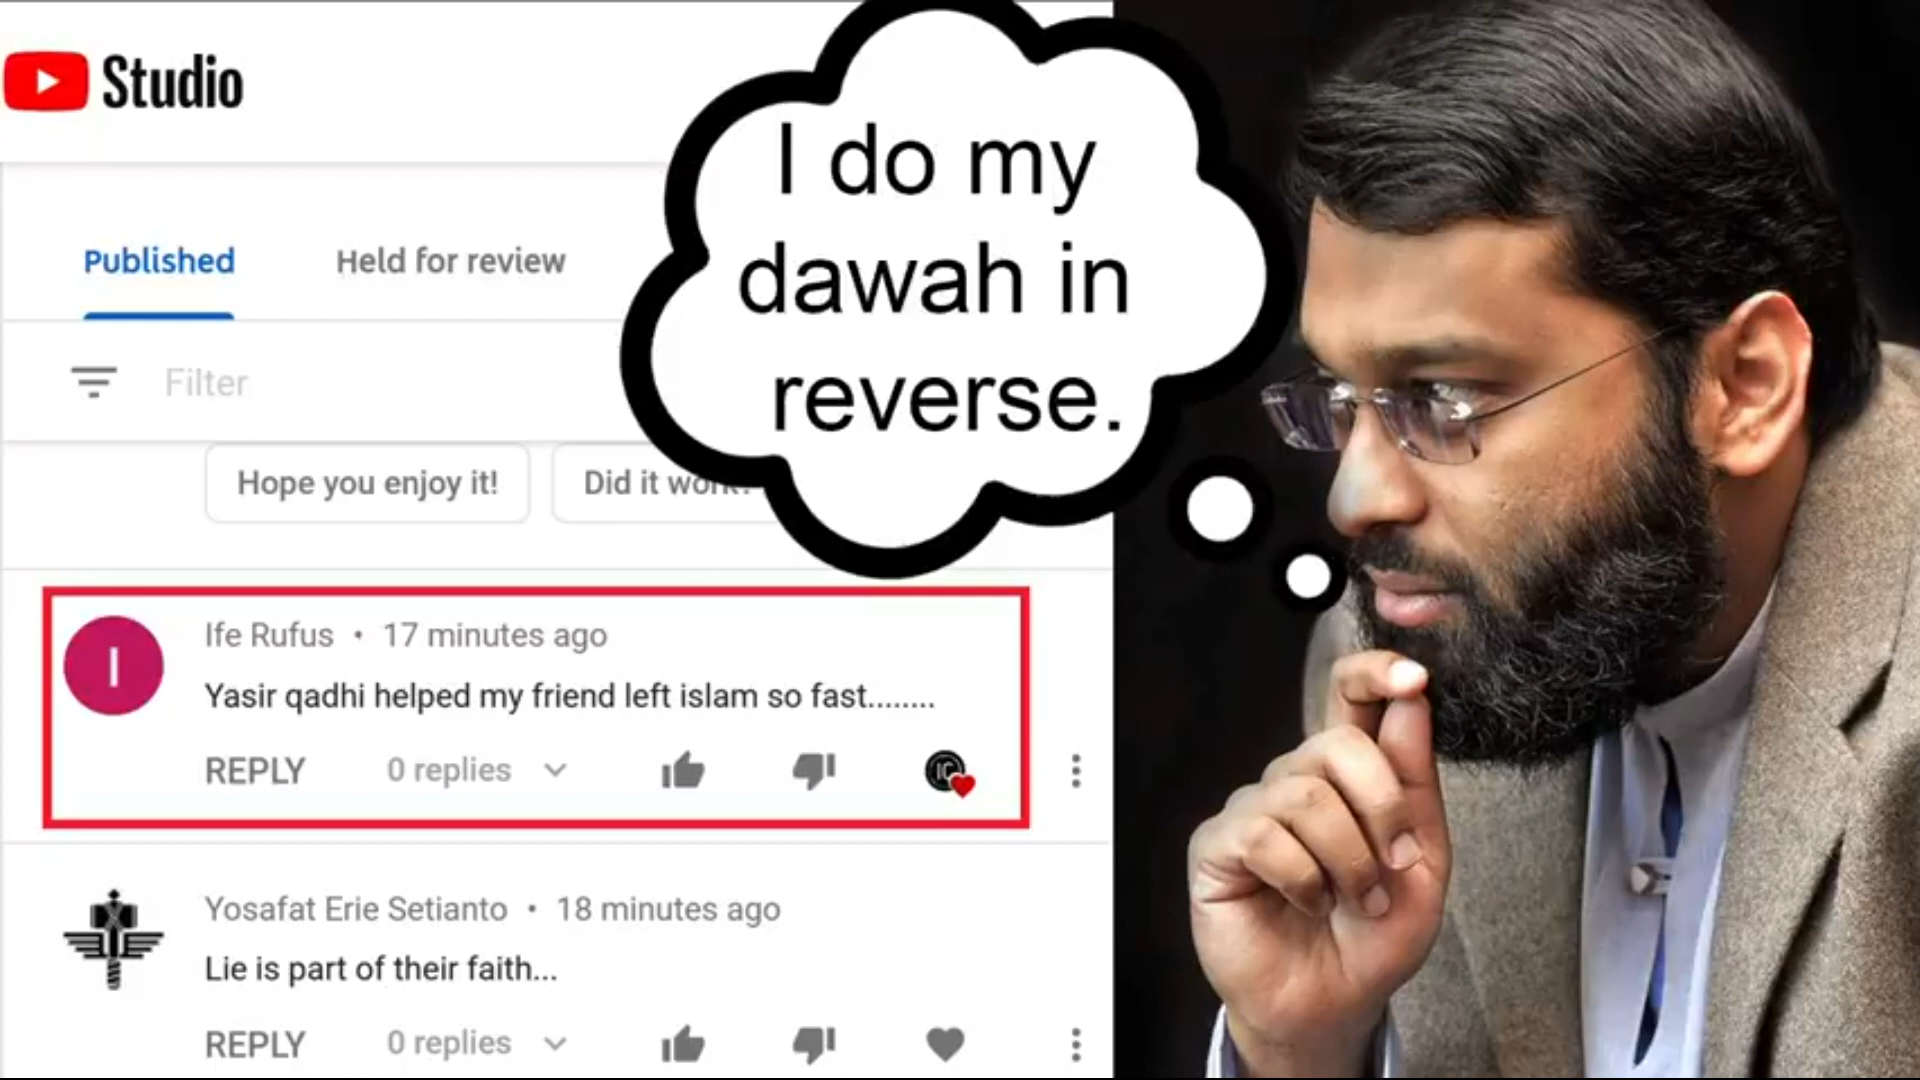 Studio
I do my
dawah in
reverse.
Published
Held for review
Filter
Hope you enjoy it!
Did it work?
I
Ife Rufus • 17 minutes ago
Yasir qadhi helped my friend left islam so fast........
REPLY
0 replies
IC
Yosafat Erie Setianto • 18 minutes ago
Lie is part of their faith...
REPLY
0 replies